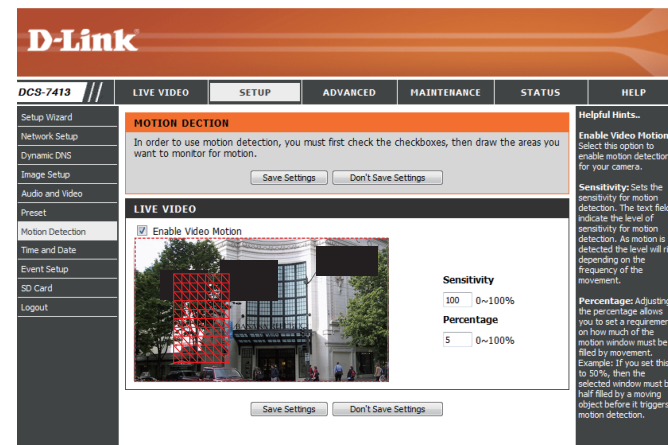 D-Link
DCS-7413
LIVE VIDEO
SETUP
ADVANCED
MAINTENANCE
STATUS
HELP
Setup Wizard
Network Setup
Dynamic DNS
Image Setup
Audio and Video
Preset
Motion Detection
Time and Date
Event Setup
SD Card
Logout
MOTION DECTION
In order to use motion detection, you must first check the checkboxes, then draw the areas you
want to monitor for motion.
Save Settings
Don't Save Settings
LIVE VIDEO
Enable Video Motion
Sensitivity
100 0~100%
Percentage
5 0~100%
Save Settings
Don't Save Settings
Helpful Hints..
Enable Video Motion
Select this option to
enable motion detection
for your camera.
Sensitivity: Sets the
sensitivity for motion
detection. The text field
indicate the level of
sensitivity for motion
detection. As motion is
detected the level will ri
depending on the
frequency of the
movement.
Percentage: Adjusting
the percentage allows
you to set a requiremen
on how much of the
motion window must be
filled by movement.
Example: If you set this
to 50%, then the
selected window must b
half filled by a moving
object before it triggers
motion detection.